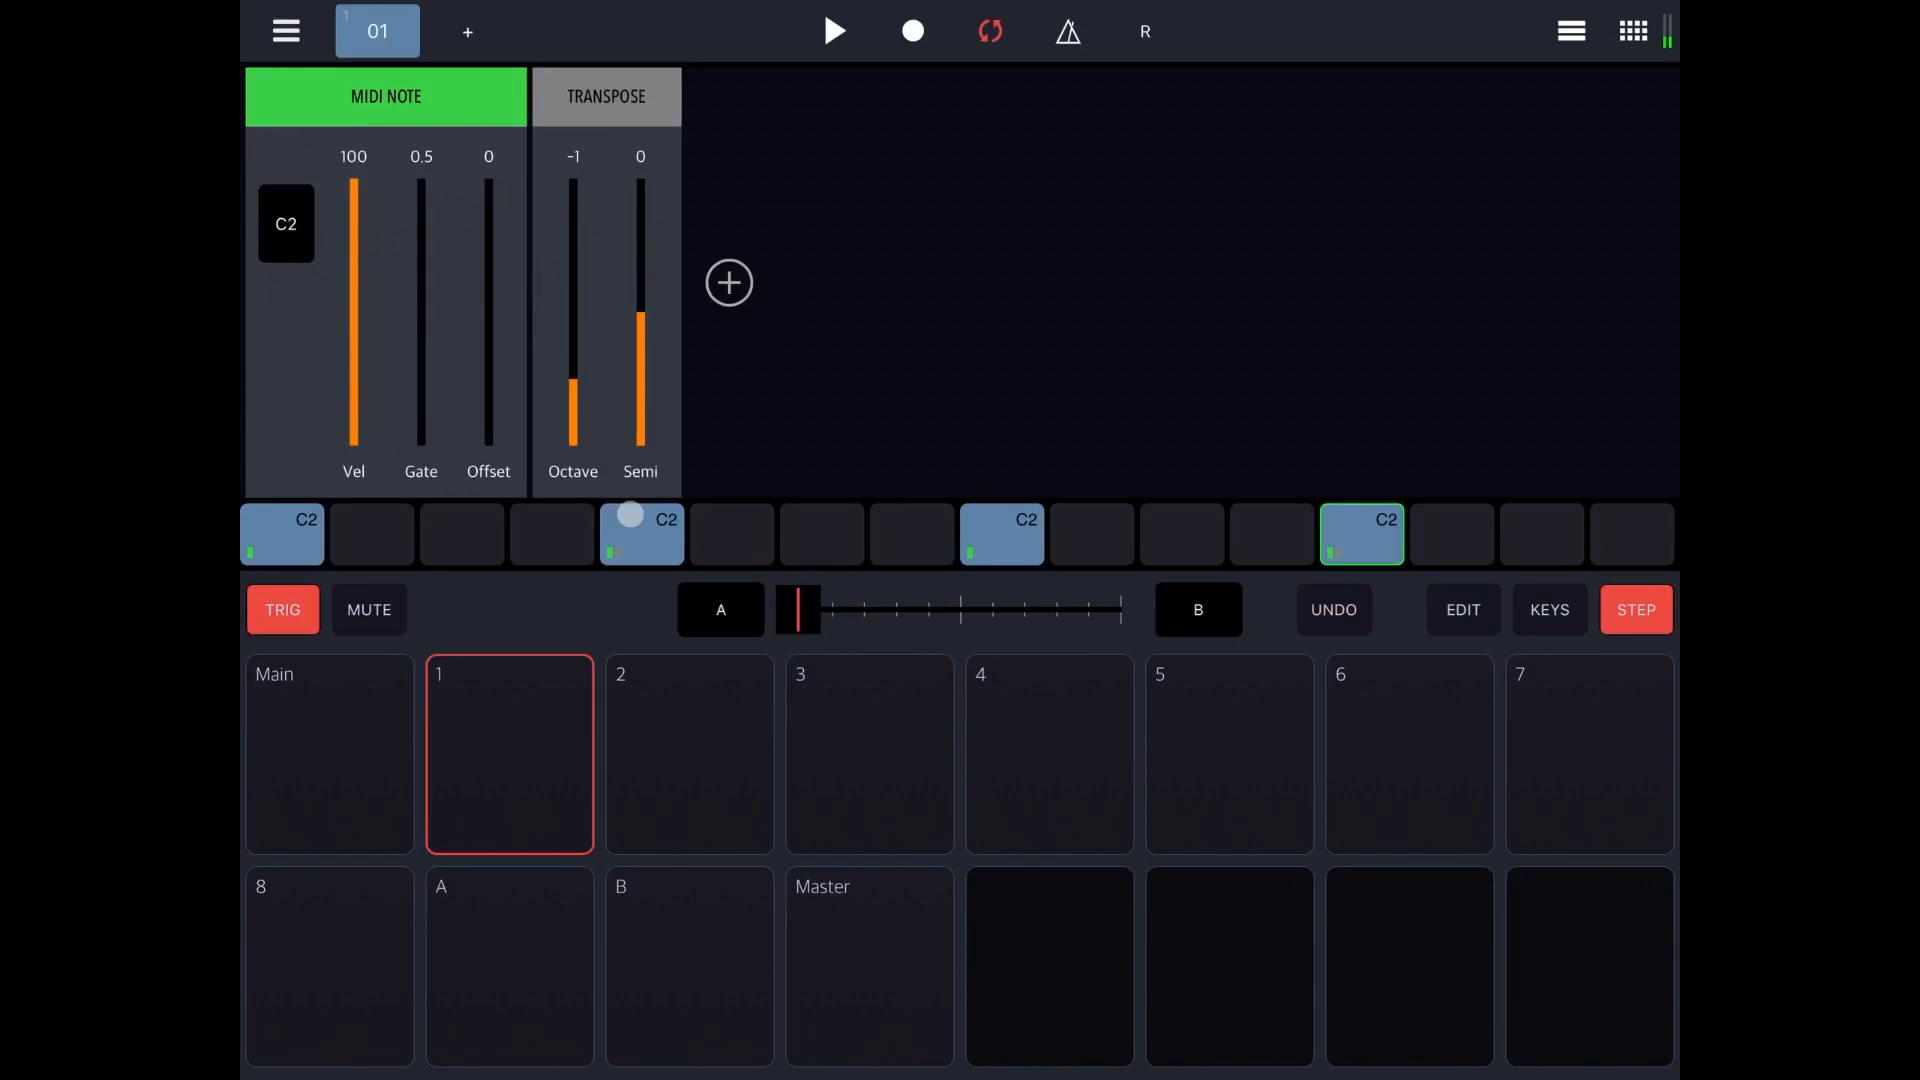 1
01
+
R
MIDI NOTE
TRANSPOSE
100 0.5 0
-1 0
C2
Vel Gate Offset
Octave Semi
C2 C2 C2 C2
TRIG MUTE A B UNDO EDIT KEYS STEP
Main 1 2 3 4 5 6 7
8 A B Master